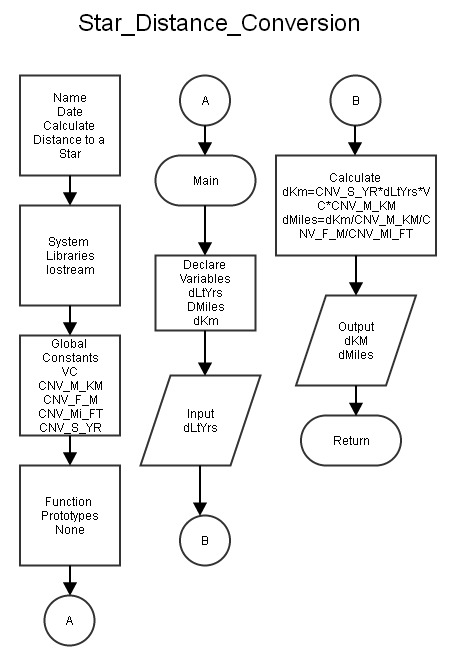 Star_Distance_Conversion
Name
Date
Calculate
Distance to a
Star
System
Libraries
Iostream
Global
Constants
VC
CNV_M_KM
CNV_F_M
CNV_Mi_FT
CNV_S_YR
Function
Prototypes
None
A
A
Main
Declare
Variables
dLtYrs
DMiles
dKm
Input
dLtYrs
B
B
Calculate
dKm=CNV_S_YR*dLtYrs*V
C*CNV_M_KM
dMiles=dKm/CNV_M_KM/C
NV_F_M/CNV_MI_FT
Output
dKM
dMiles
Return